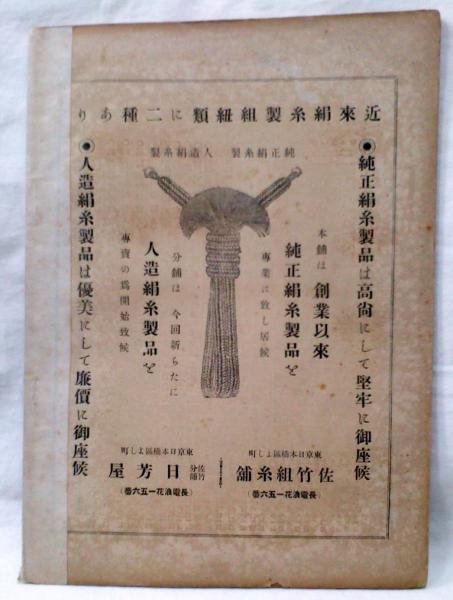 近來絹糸製組紐類に二種あり
純正絹糸製 人造絹糸製
◉純正絹糸製品は高尙にして堅牢に御座候
本舖は 創業以來
純正絹糸製品を
專業に致し居候
分舖は 今回新らたに
人造絹糸製品を
專賣の爲開始致候
◉人造絹糸製品は優美にして廉價に御座候
東京日本橋區よし町
佐竹組糸舖
(長電浪花一五六番)
東京日本橋區よし町
佐竹分舖 日芳屋
(長電浪花一五六番)